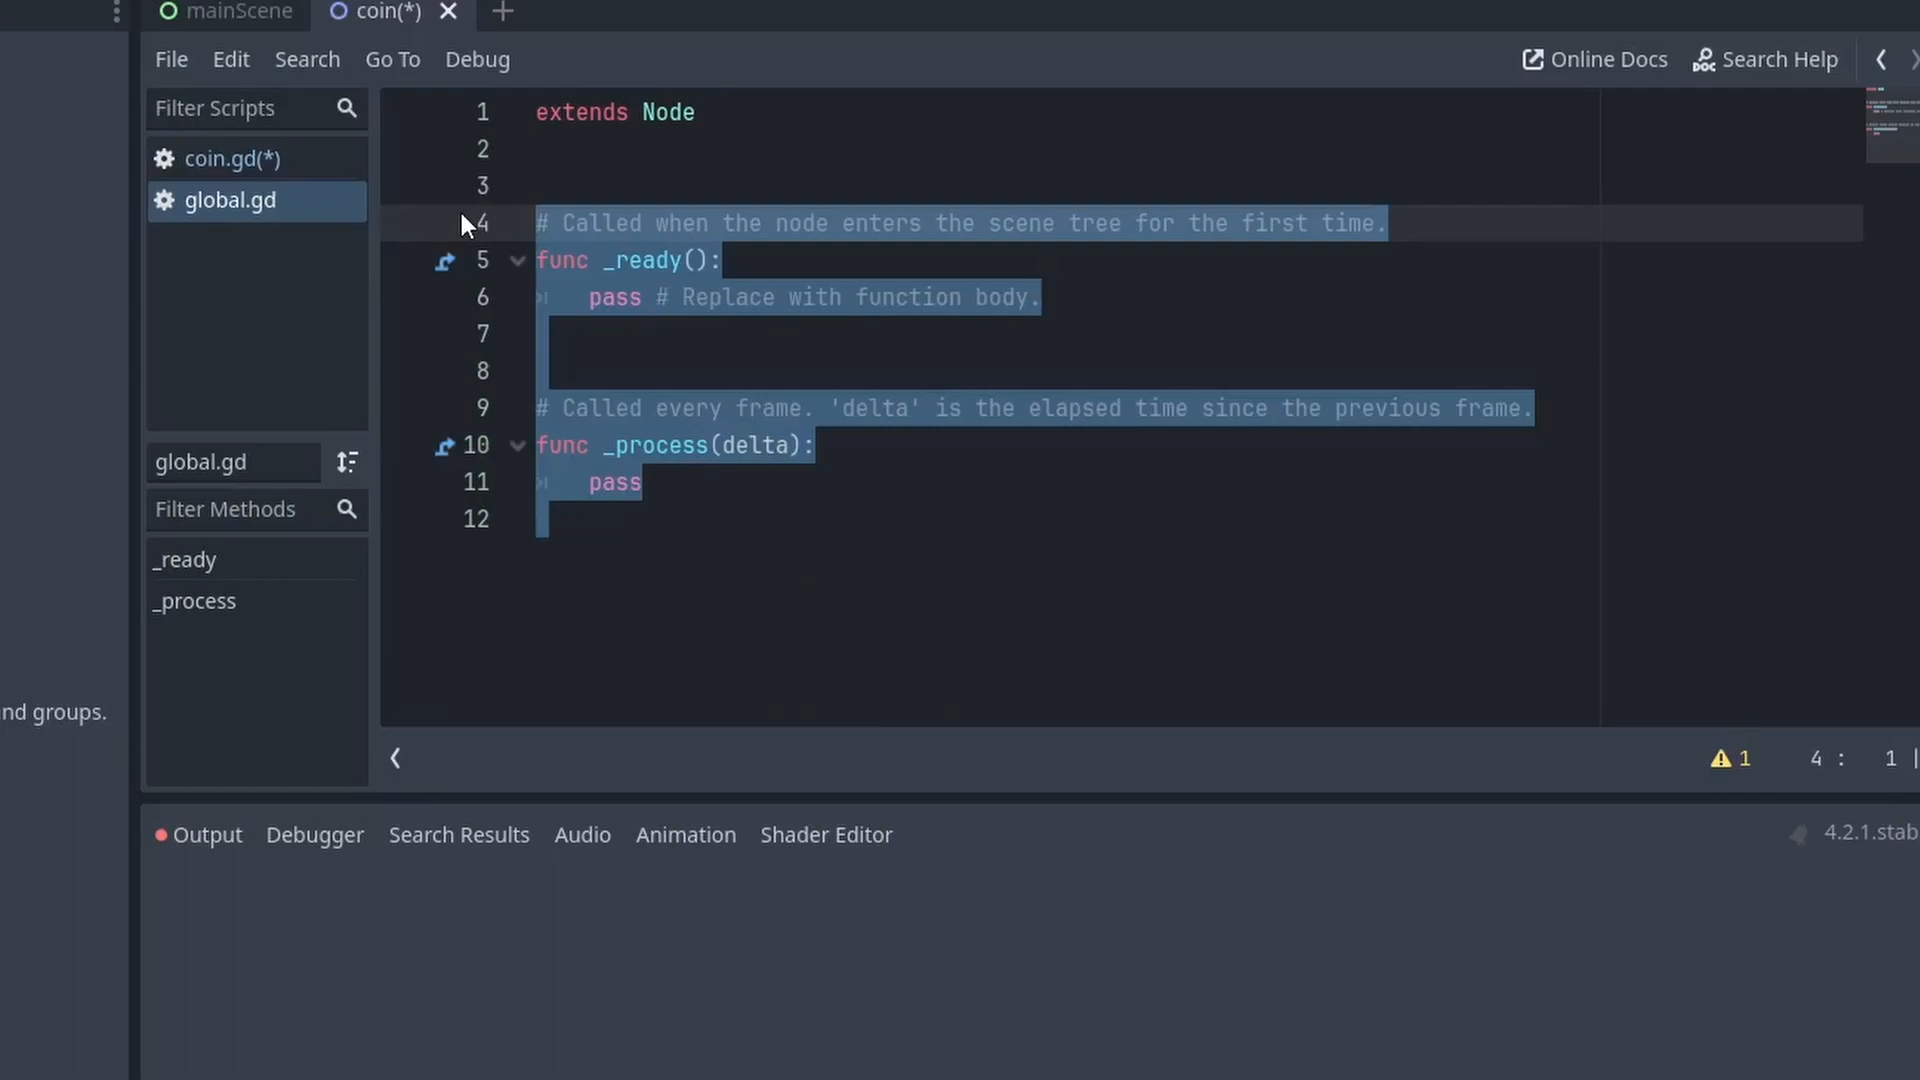 mainScene coin(*)
File Edit Search Go To Debug Online Docs Search Help
Filter Scripts
coin.gd(*)
global.gd
1 extends Node
2
3
4 # Called when the node enters the scene tree for the first time.
5 func _ready():
6 pass # Replace with function body.
7
8
9 # Called every frame. 'delta' is the elapsed time since the previous frame.
10 func _process(delta):
11 pass
12
global.gd
Filter Methods
_ready
_process
nd groups.
1 4 : 1 |
Output Debugger Search Results Audio Animation Shader Editor 4.2.1.stab